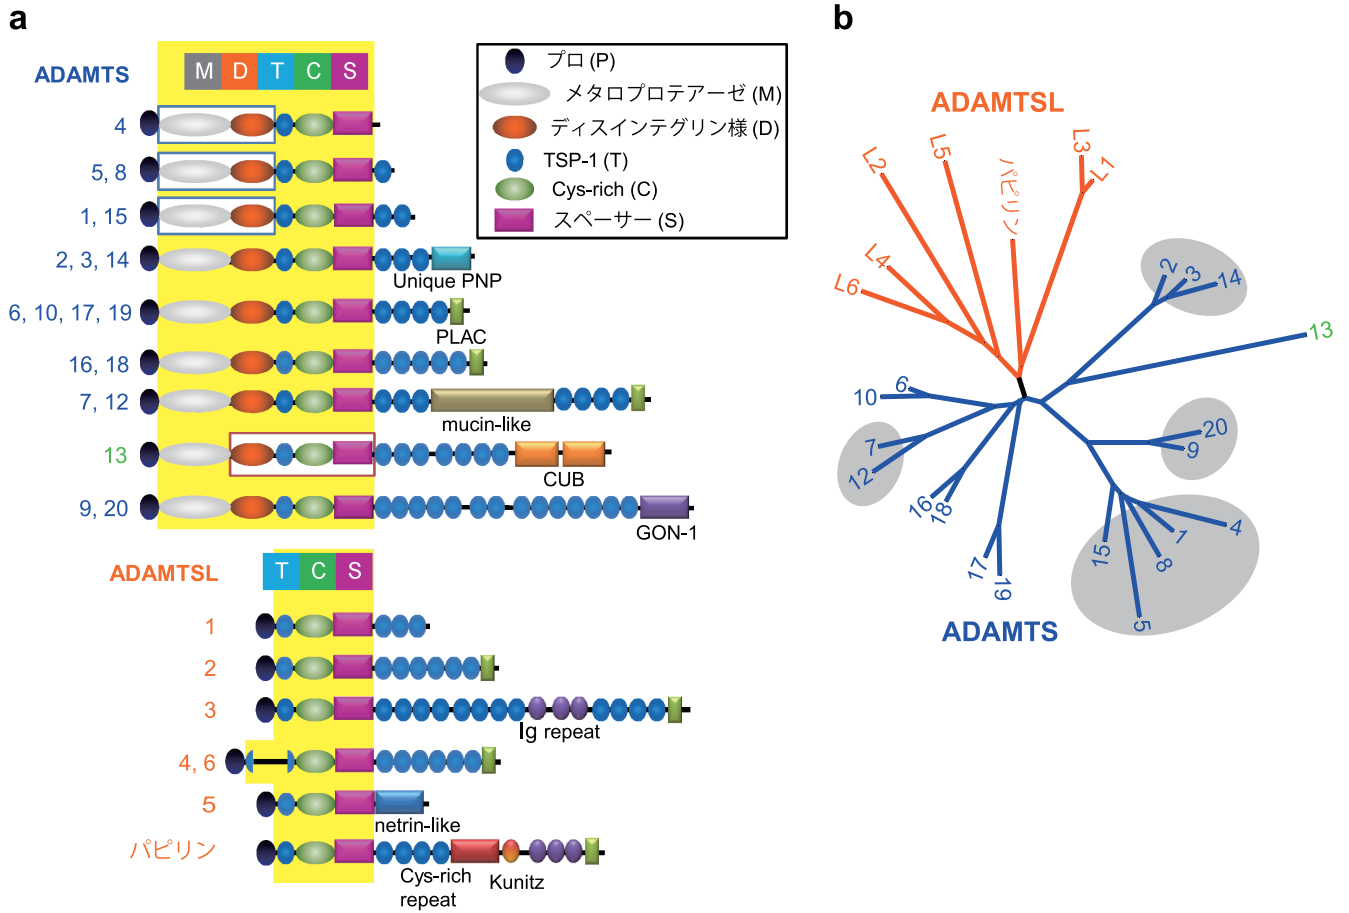 a
ADAMTS
M D T C S
4
5, 8
1, 15
2, 3, 14
Unique PNP
6, 10, 17, 19
PLAC
16, 18
7, 12
mucin-like
13
CUB
9, 20
GON-1
プロ (P)
メタロプロテアーゼ (M)
ディスインテグリン様 (D)
TSP-1 (T)
Cys-rich (C)
スペーサー (S)
ADAMTSL
T C S
1
2
3
Ig repeat
4, 6
5
netrin-like
パピリン
Cys-rich
repeat
Kunitz
b
ADAMTSL
L6
L4
L2
L5
パピリン
L3
L1
2
3
14
13
20
9
4
1
8
5
15
19
17
18
16
12
7
10
6
ADAMTS